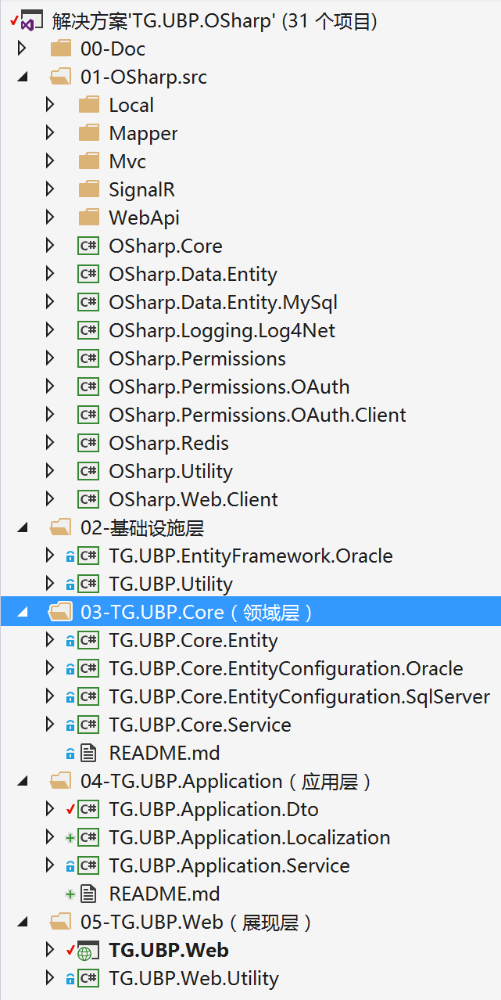 解决方案'TG.UBP.OSharp' (31 个项目)
00-Doc
01-OSharp.src
Local
Mapper
Mvc
SignalR
WebApi
C# OSharp.Core
C# OSharp.Data.Entity
C# OSharp.Data.Entity.MySql
C# OSharp.Logging.Log4Net
C# OSharp.Permissions
C# OSharp.Permissions.OAuth
C# OSharp.Permissions.OAuth.Client
C# OSharp.Redis
C# OSharp.Utility
C# OSharp.Web.Client
02-基础设施层
C# TG.UBP.EntityFramework.Oracle
C# TG.UBP.Utility
03-TG.UBP.Core（领域层）
C# TG.UBP.Core.Entity
C# TG.UBP.Core.EntityConfiguration.Oracle
C# TG.UBP.Core.EntityConfiguration.SqlServer
C# TG.UBP.Core.Service
README.md
04-TG.UBP.Application（应用层）
C# TG.UBP.Application.Dto
C# TG.UBP.Application.Localization
C# TG.UBP.Application.Service
README.md
05-TG.UBP.Web（展现层）
TG.UBP.Web
C# TG.UBP.Web.Utility